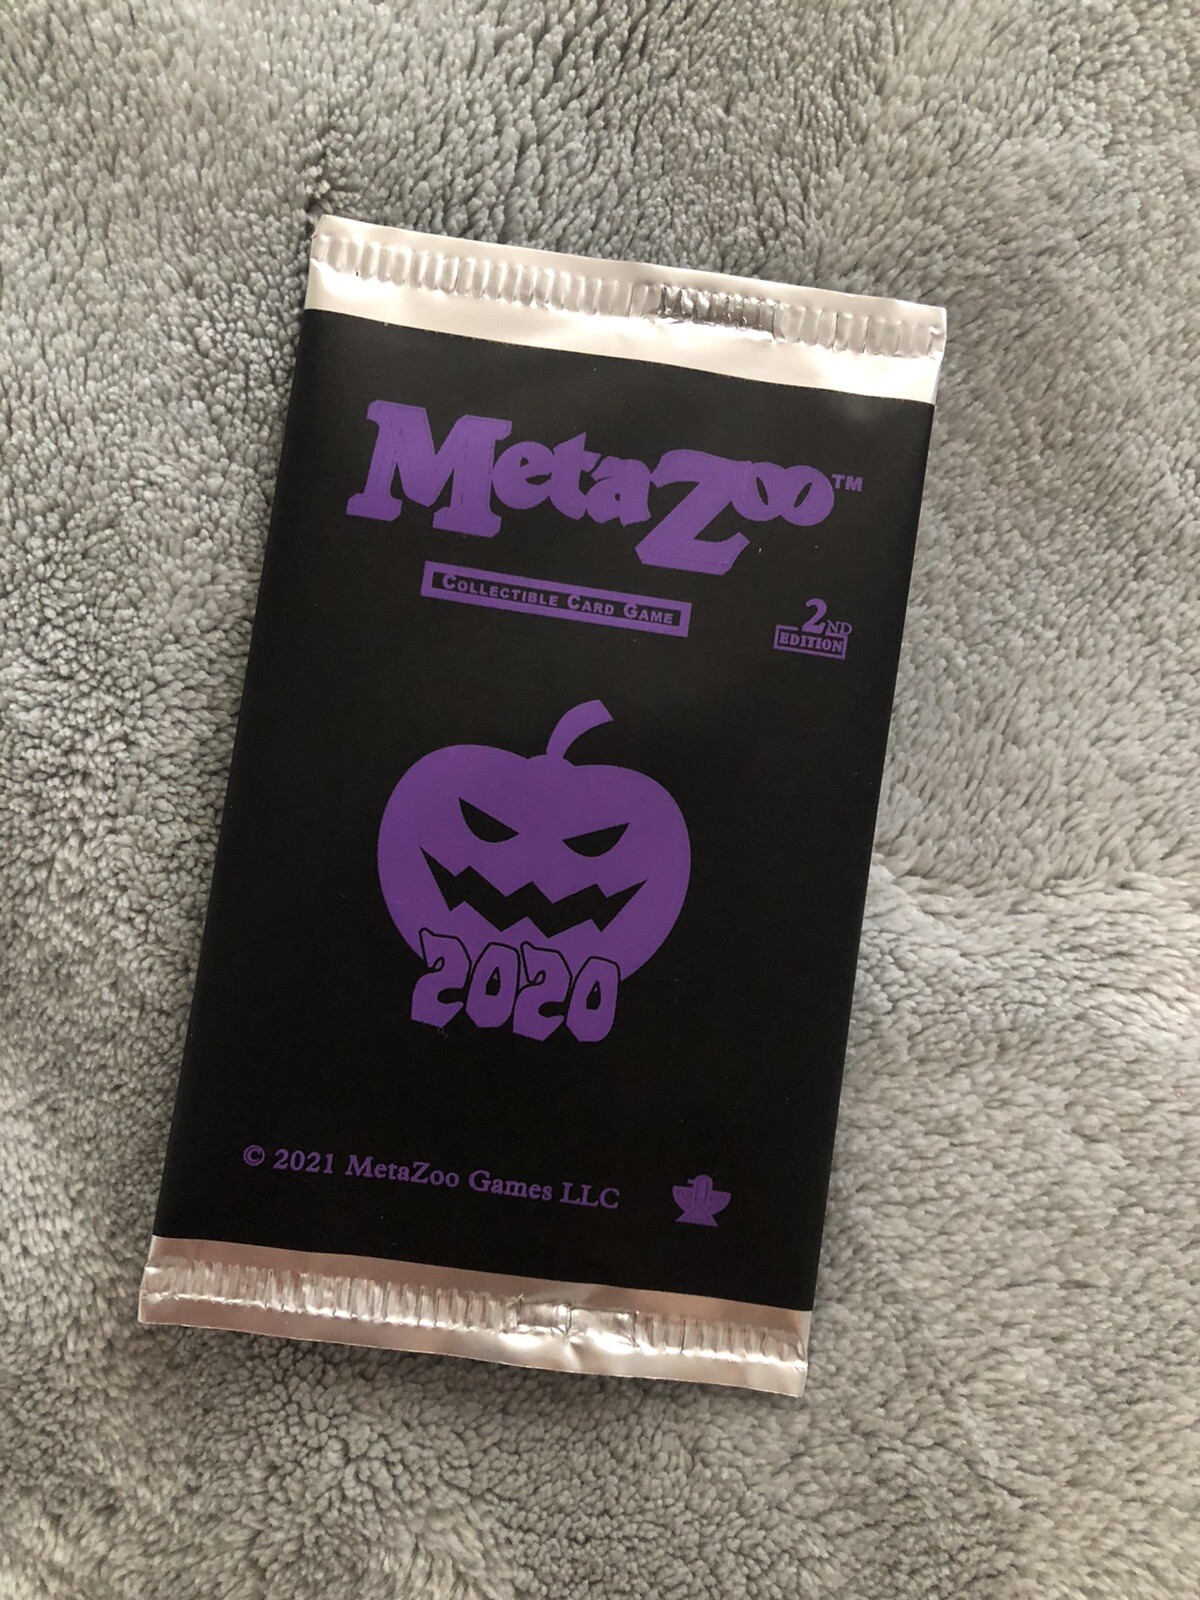 MetaZoo™
Collectible Card Game
2ND
EDITION
2020
© 2021 MetaZoo Games LLC